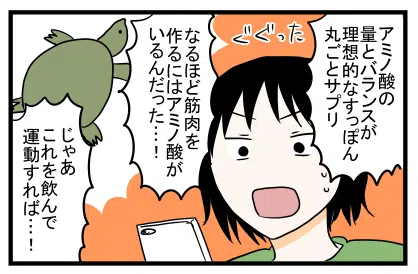 アミノ酸の
量とバランスが
理想的なすっぽん
丸ごとサプリ
ぐぐった
なるほど筋肉を
作るにはアミノ酸が
いるんだった…!
じゃあ
これを飲んで
運動すれば…!